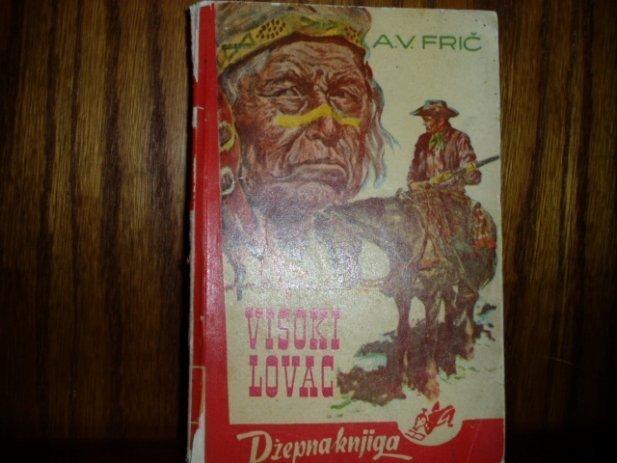 A.V. FRIČ
VISOKI
LOVAC
Džepna knjiga